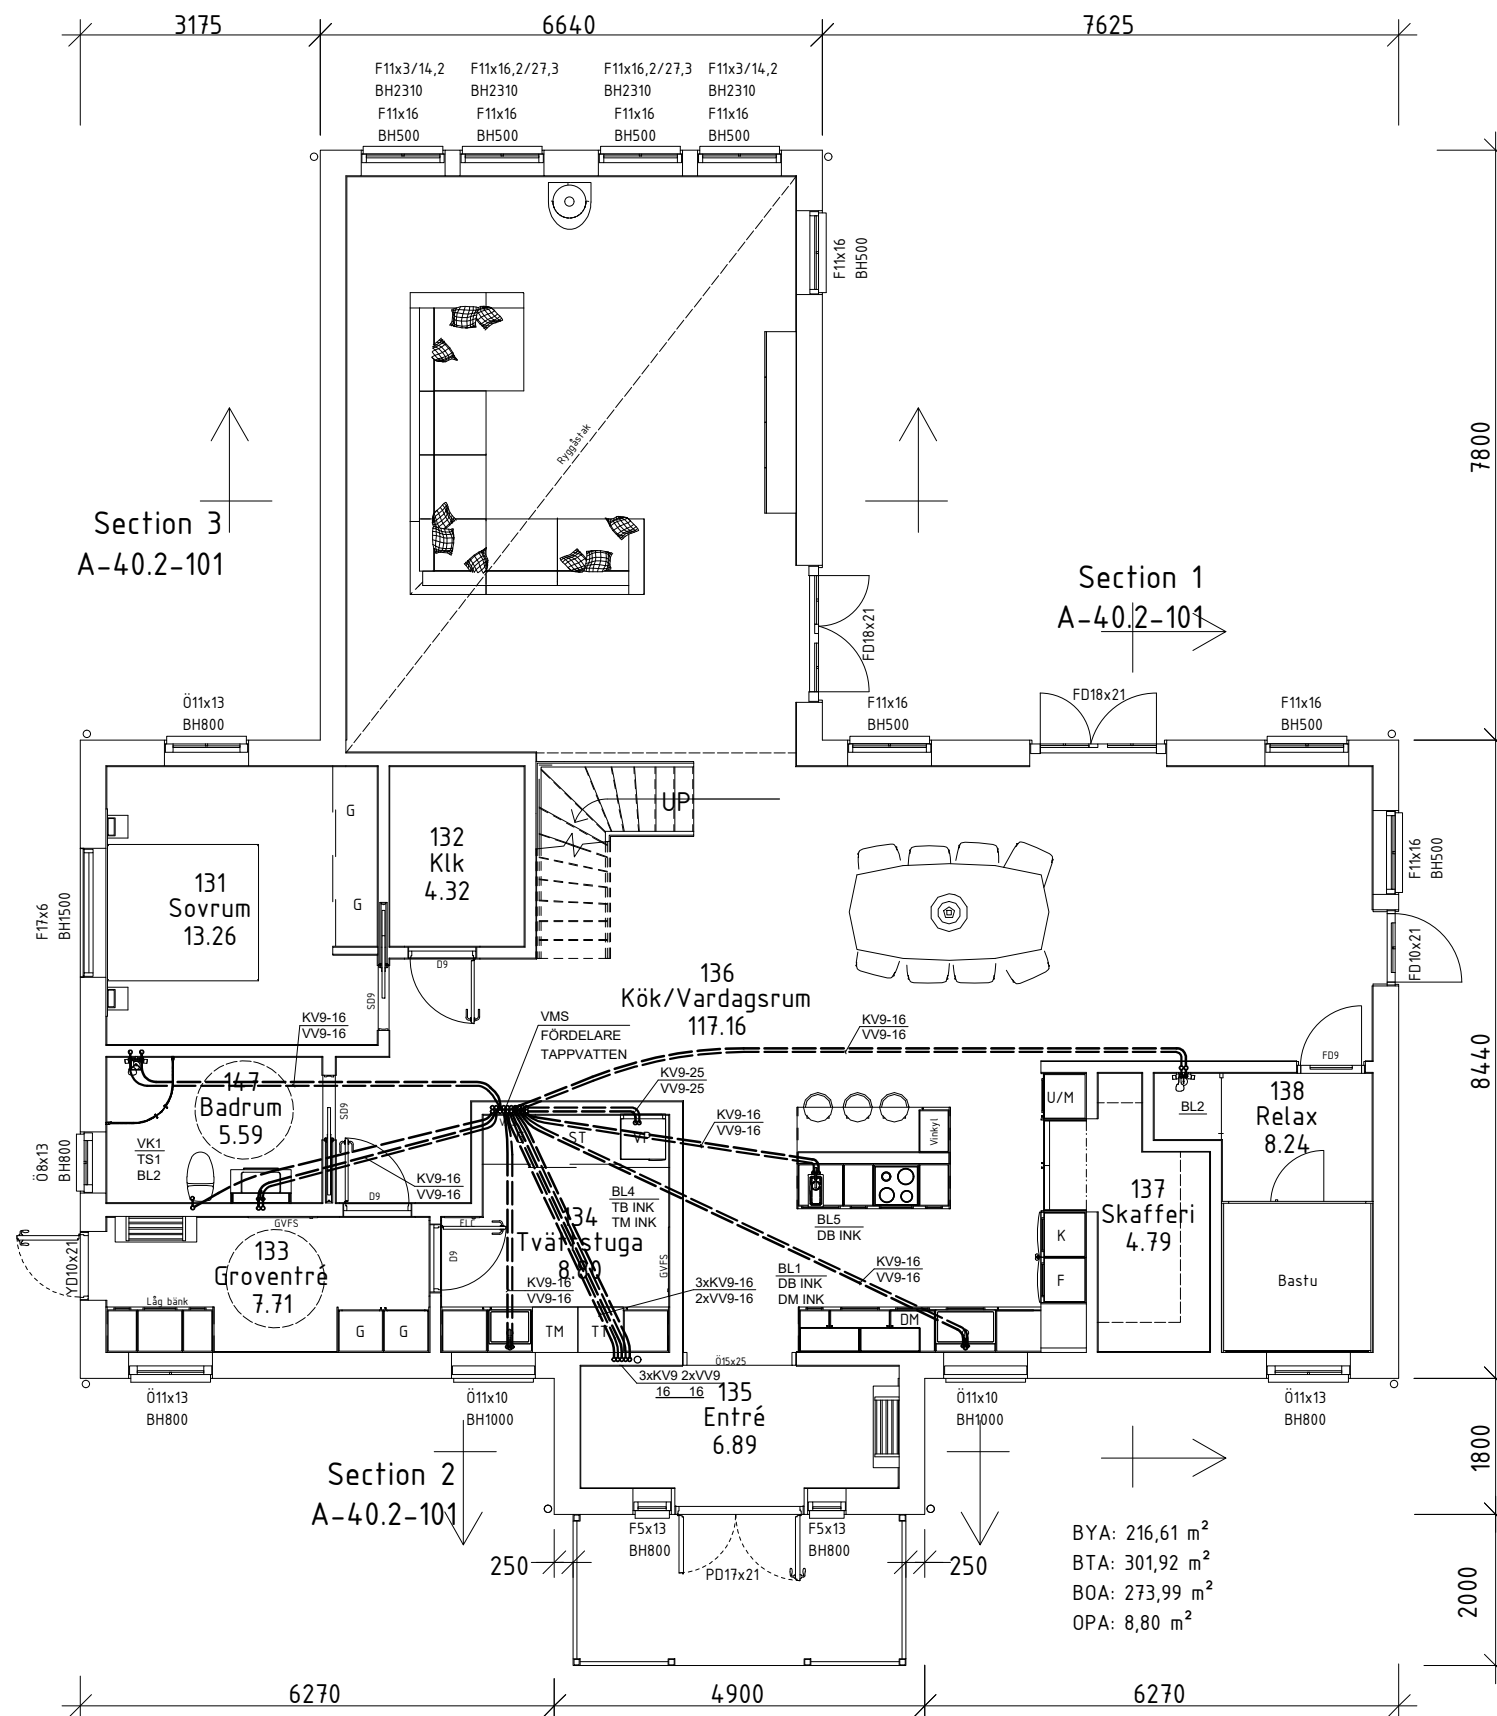 3175
6640
7625
F11x3/14,2
BH2310
F11x16
BH500
F11x16,2/27,3
BH2310
F11x16
BH500
F11x16,2/27,3
BH2310
F11x16
BH500
F11x3/14,2
BH2310
F11x16
BH500
F11x16
BH500
7800
Ryggåstak
Section 3
A-40.2-101
Section 1
A-40.2-101
FD18x21
FD18x21
Ö11x13
BH800
F11x16
BH500
F11x16
BH500
UP
G
G
132
Klk
4.32
131
Sovrum
13.26
F17x6
BH1500
F11x16
BH500
FD10x21
D9
SD9
136
Kök/Vardagsrum
117.16
KV9-16
VV9-16
VMS
FÖRDELARE
TAPPVATTEN
KV9-16
VV9-16
FD9
8440
KV9-25
VV9-25
147
Badrum
5.59
SD9
VK1
TS1
BL2
Ö8x13
BH800
ST
VP
KV9-16
VV9-16
Vinkyl
U/M
BL2
138
Relax
8.24
KV9-16
VV9-16
D9
BL4
TB INK
TM INK
BL5
DB INK
137
Skafferi
4.79
GVFS
ELC
134
D9
GVFS
133
Groventré
7.71
YD10x21
Låg bänk
KV9-16
VV9-16
3xKV9-16
2xVV9-16
BL1
DB INK
DM INK
KV9-16
VV9-16
K
F
Bastu
G
G
TM
TT
DM
Ö15x25
3xKV9 2xVV9
16 16
135
Entré
6.89
Ö11x13
BH800
Ö11x10
BH1000
Ö11x10
BH1000
Ö11x13
BH800
1800
Section 2
A-40.2-101
F5x13
BH800
F5x13
BH800
PD17x21
250
250
BYA: 216,61 m²
BTA: 301,92 m²
BOA: 273,99 m²
OPA: 8,80 m²
2000
6270
4900
6270